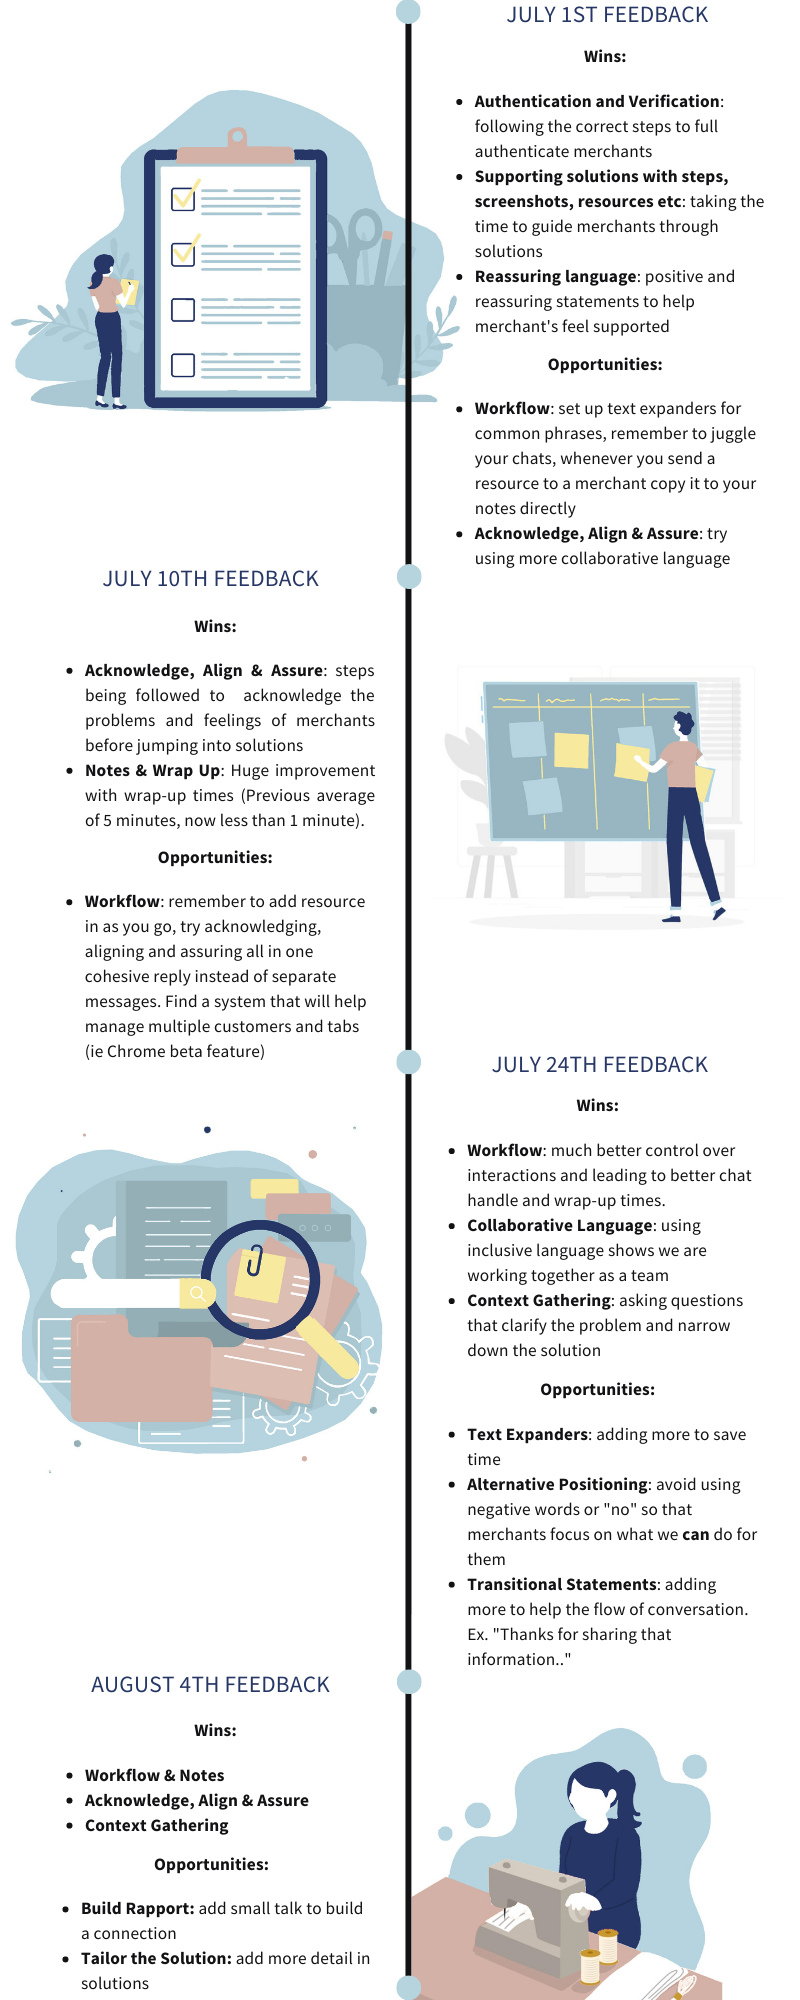 JULY 1ST FEEDBACK
Wins:
Authentication and Verification:
following the correct steps to full
authenticate merchants
Supporting solutions with steps,
screenshots, resources etc: taking the
time to guide merchants through
solutions
Reassuring language: positive and
reassuring statements to help
merchant's feel supported
Opportunities:
Workflow: set up text expanders for
common phrases, remember to juggle
your chats, whenever you send a
resource to a merchant copy it to your
notes directly
Acknowledge, Align & Assure: try
using more collaborative language
JULY 10TH FEEDBACK
Wins:
Acknowledge, Align & Assure: steps
being followed to acknowledge the
problems and feelings of merchants
before jumping into solutions
Notes & Wrap Up: Huge improvement
with wrap-up times (Previous average
of 5 minutes, now less than 1 minute).
Opportunities:
Workflow: remember to add resource
in as you go, try acknowledging,
aligning and assuring all in one
cohesive reply instead of separate
messages. Find a system that will help
manage multiple customers and tabs
(ie Chrome beta feature)
JULY 24TH FEEDBACK
Wins:
Workflow: much better control over
interactions and leading to better chat
handle and wrap-up times.
Collaborative Language: using
inclusive language shows we are
working together as a team
Context Gathering: asking questions
that clarify the problem and narrow
down the solution
Opportunities:
Text Expanders: adding more to save
time
Alternative Positioning: avoid using
negative words or "no" so that
merchants focus on what we can do for
them
Transitional Statements: adding
more to help the flow of conversation.
Ex. "Thanks for sharing that
information.."
AUGUST 4TH FEEDBACK
Wins:
Workflow & Notes
Acknowledge, Align & Assure
Context Gathering
Opportunities:
Build Rapport: add small talk to build
a connection
Tailor the Solution: add more detail in
solutions